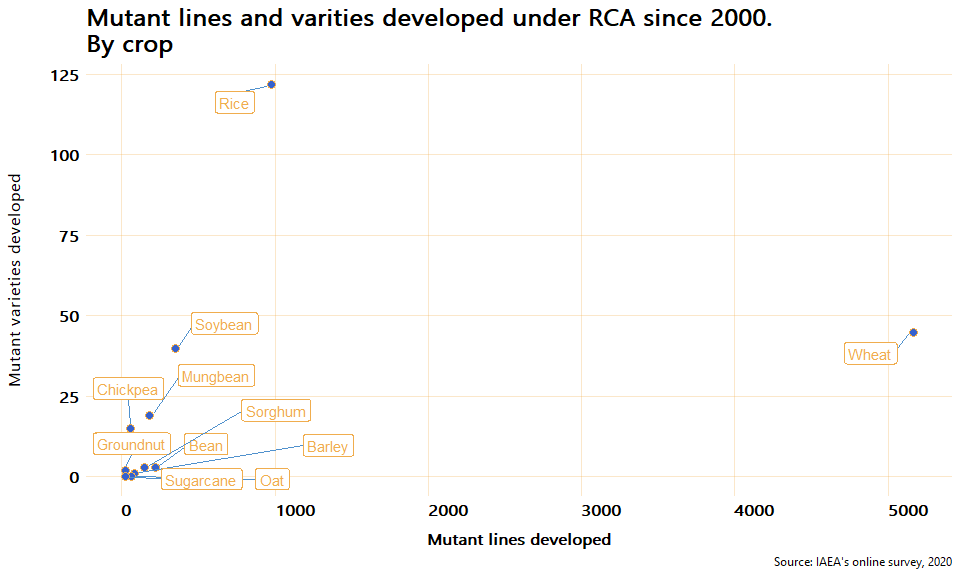 Mutant lines and varities developed under RCA since 2000.
By crop
125
Rice
100
Mutant varieties developed
75
50
Soybean
Wheat
Mungbean
Chickpea
25
Sorghum
Groundnut
Bean
Barley
0
Sugarcane
Oat
0 1000 2000 3000 4000 5000
Mutant lines developed
Source: IAEA's online survey, 2020